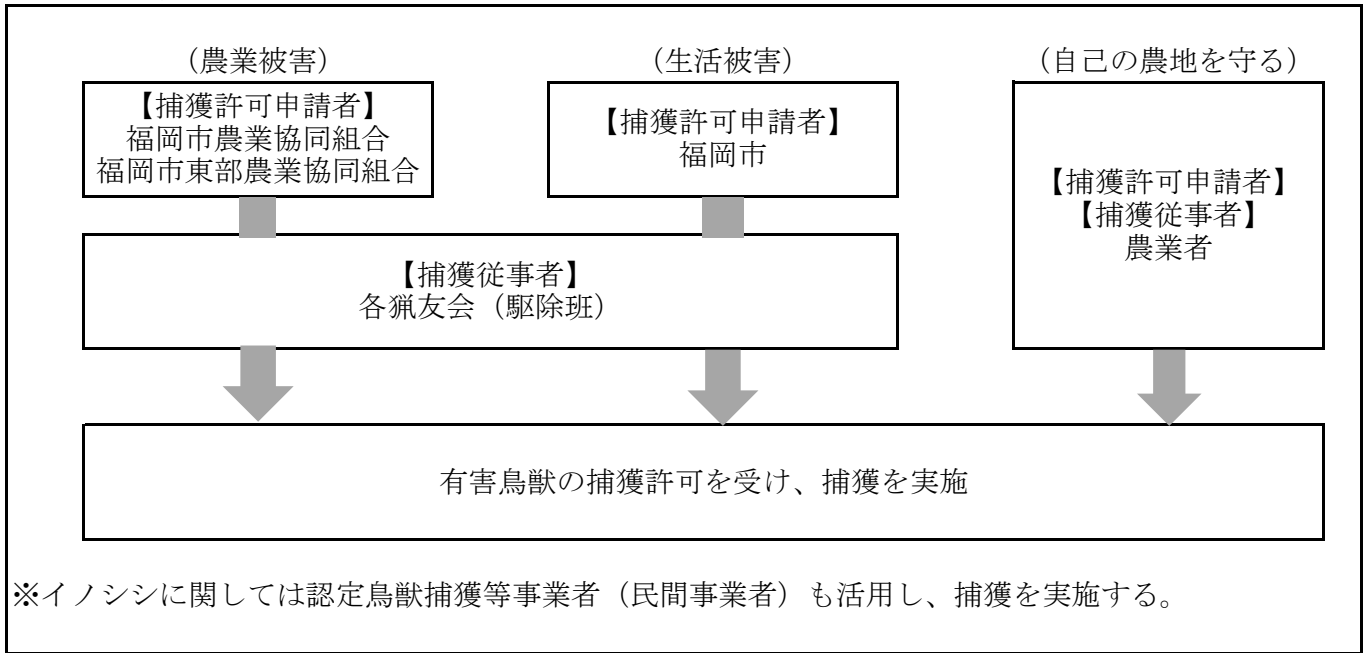 （農業被害）
【捕獲許可申請者】
福岡市農業協同組合
福岡市東部農業協同組合
（生活被害）
【捕獲許可申請者】
福岡市
（自己の農地を守る）
【捕獲許可申請者】
【捕獲従事者】
農業者
【捕獲従事者】
各猟友会（駆除班）
有害鳥獣の捕獲許可を受け、捕獲を実施
※イノシシに関しては認定鳥獣捕獲等事業者（民間事業者）も活用し、捕獲を実施する。